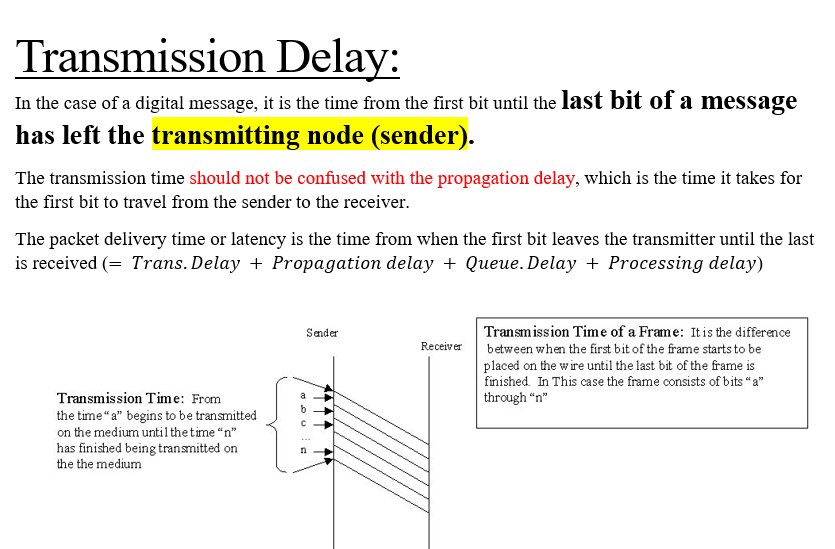 Transmission Delay:
In the case of a digital message, it is the time from the first bit until the last bit of a message
has left the transmitting node (sender).
The transmission time should not be confused with the propagation delay, which is the time it takes for
the first bit to travel from the sender to the receiver.
The packet delivery time or latency is the time from when the first bit leaves the transmitter until the last
is received (= Trans. Delay + Propagation delay + Queue. Delay + Processing delay)
Sender
Receiver
Transmission Time: From
the time “a” begins to be transmitted
on the medium until the time “n”
has finished being transmitted on
the the medium
a
b
c
...
n
Transmission Time of a Frame: It is the difference
between when the first bit of the frame starts to be
placed on the wire until the last bit of the frame is
finished. In This case the frame consists of bits “a”
through “n”